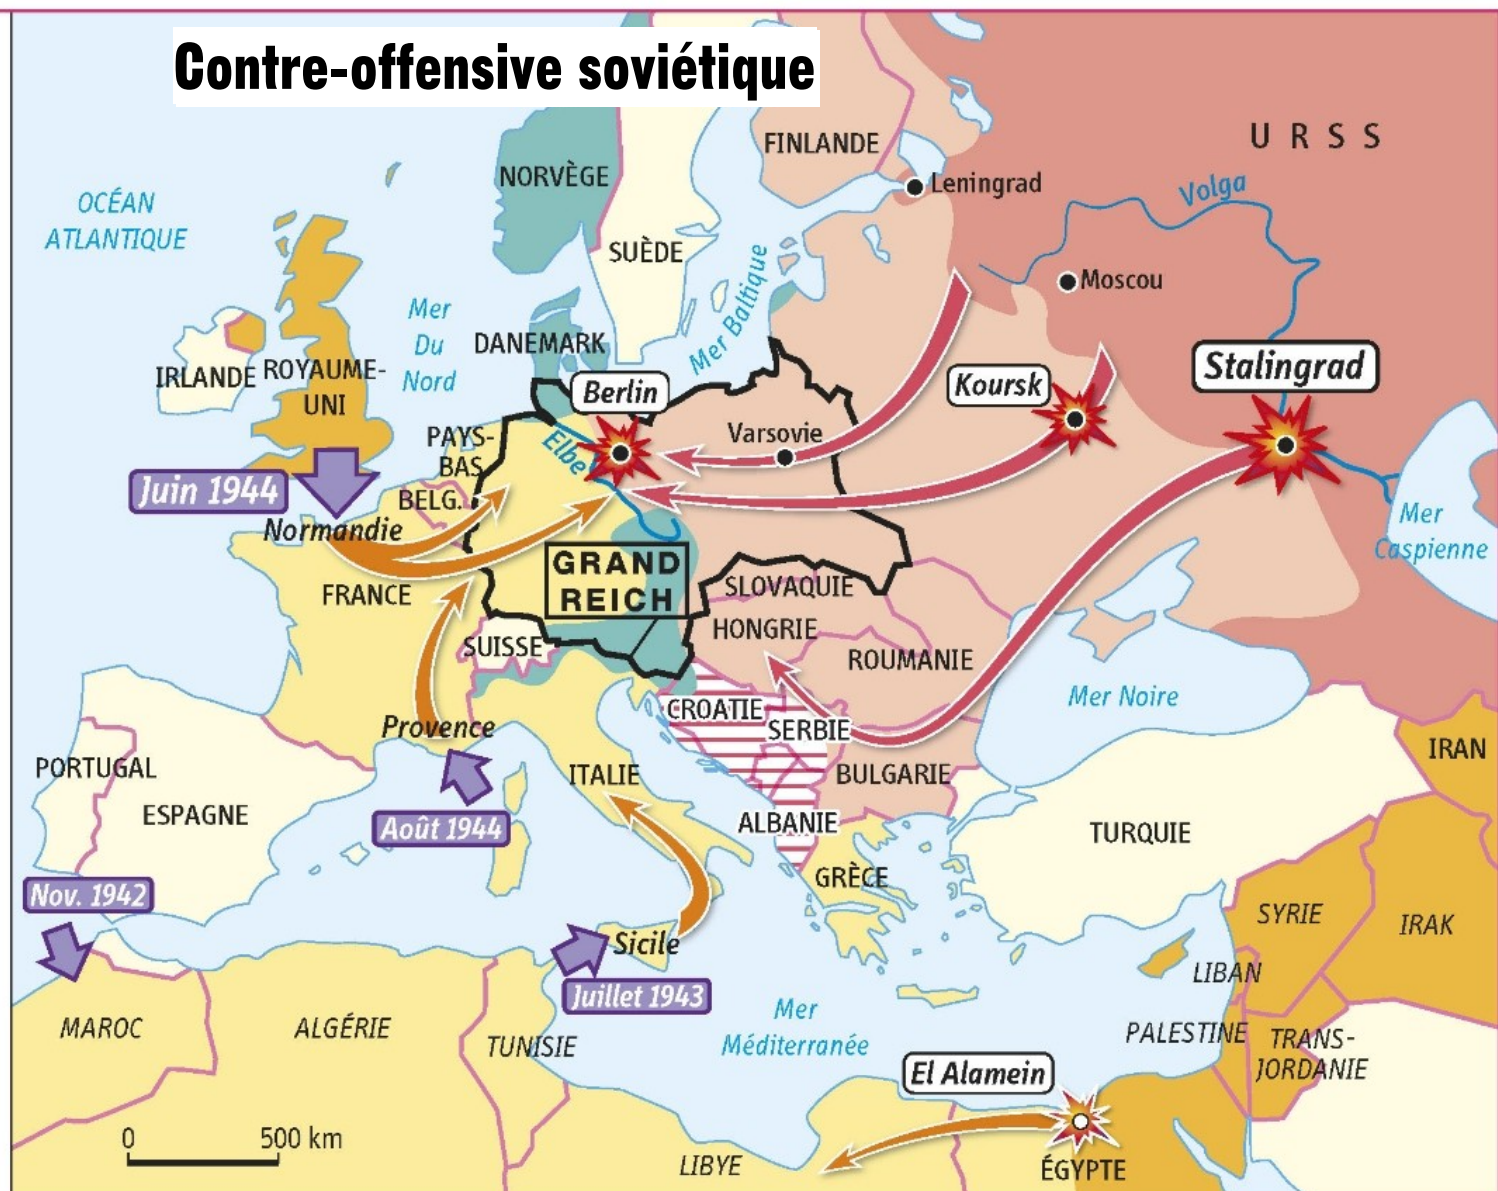 Contre-offensive soviétique
URSS
FINLANDE
NORVÈGE
Leningrad
Volga
OCÉAN
ATLANTIQUE
SUÈDE
Moscou
Mer
Du
Nord
Mer Baltique
DANEMARK
IRLANDE
ROYAUME-
UNI
Berlin
Koursk
Stalingrad
PAYS-
BAS
Elbe
Varsovie
Juin 1944
BELG.
Normandie
Mer
Caspienne
GRAND
REICH
FRANCE
SLOVAQUIE
HONGRIE
SUISSE
ROUMANIE
Mer Noire
CROATIE
SERBIE
Provence
IRAN
PORTUGAL
ITALIE
BULGARIE
ESPAGNE
Août 1944
ALBANIE
TURQUIE
GRÈCE
Nov. 1942
SYRIE
IRAK
Sicile
LIBAN
Juillet 1943
MAROC
ALGÉRIE
TUNISIE
Mer
Méditerranée
PALESTINE
TRANS-
JORDANIE
El Alamein
0 500 km
LIBYE
ÉGYPTE